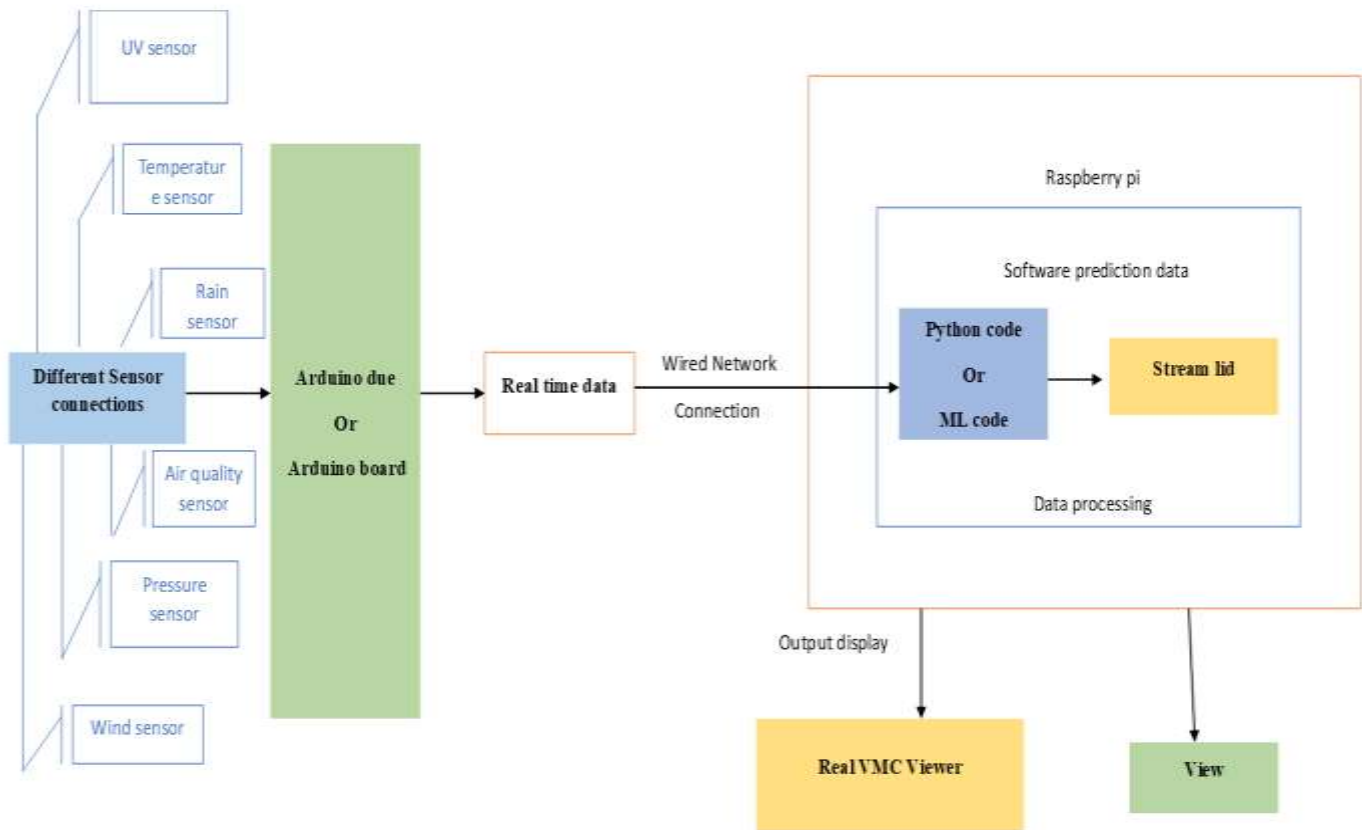 UV sensor
Temperatur
e sensor
Rain
sensor
Different Sensor
connections
Air quality
sensor
Pressure
sensor
Wind sensor
Arduino due
Or
Arduino board
Real time data
Wired Network
Connection
Raspberry pi
Software prediction data
Python code
Or
ML code
Stream lid
Data processing
Output display
Real VMC Viewer
View